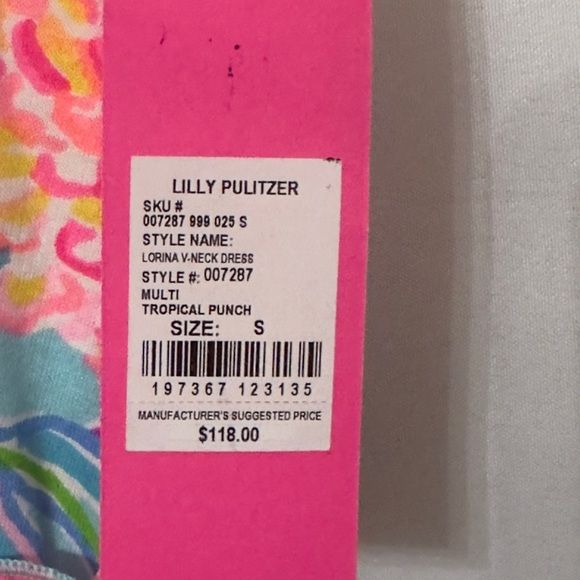 LILLY PULITZER
SKU #
007287 999 025 S
STYLE NAME:
LORINA V-NECK DRESS
STYLE #: 007287
MULTI
TROPICAL PUNCH
SIZE: S
197367 123135
MANUFACTURER'S SUGGESTED PRICE
$118.00